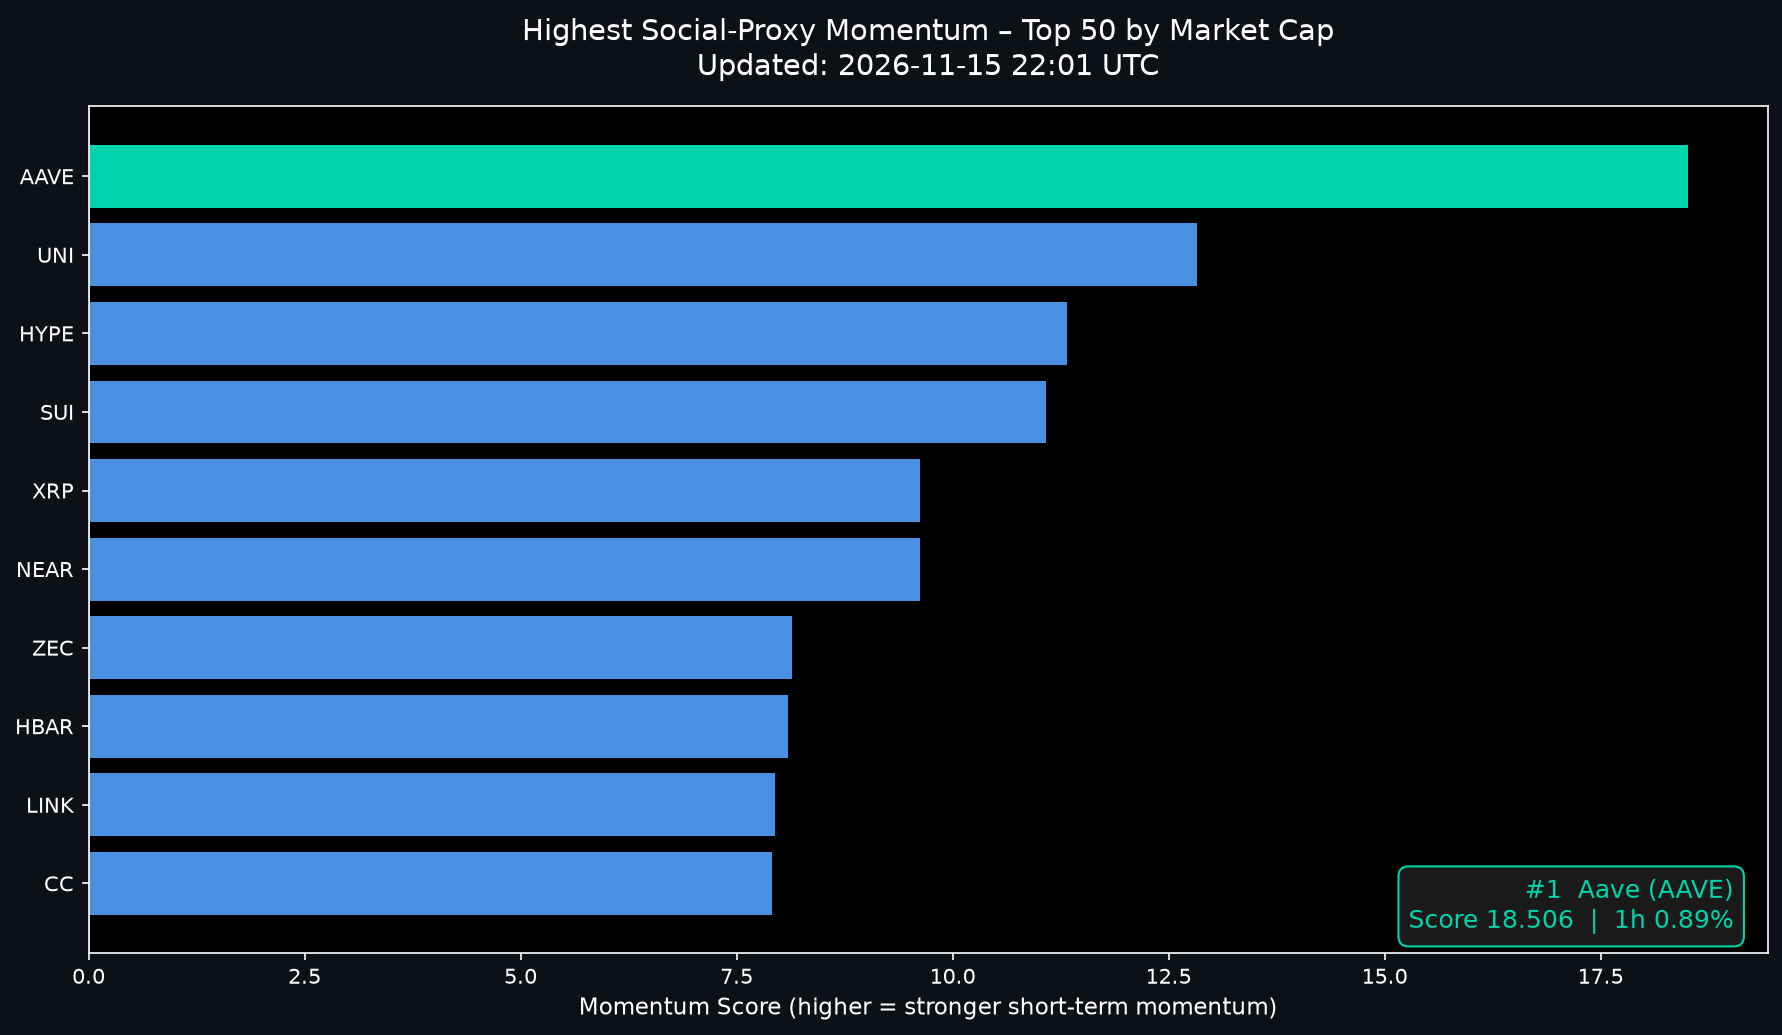 Highest Social-Proxy Momentum – Top 50 by Market Cap
Updated: 2026-11-15 22:01 UTC
AAVE
UNI
HYPE
SUI
XRP
NEAR
ZEC
HBAR
LINK
CC
#1  Aave (AAVE)
Score 18.506  |  1h 0.89%
0.0 2.5 5.0 7.5 10.0 12.5 15.0 17.5
Momentum Score (higher = stronger short-term momentum)